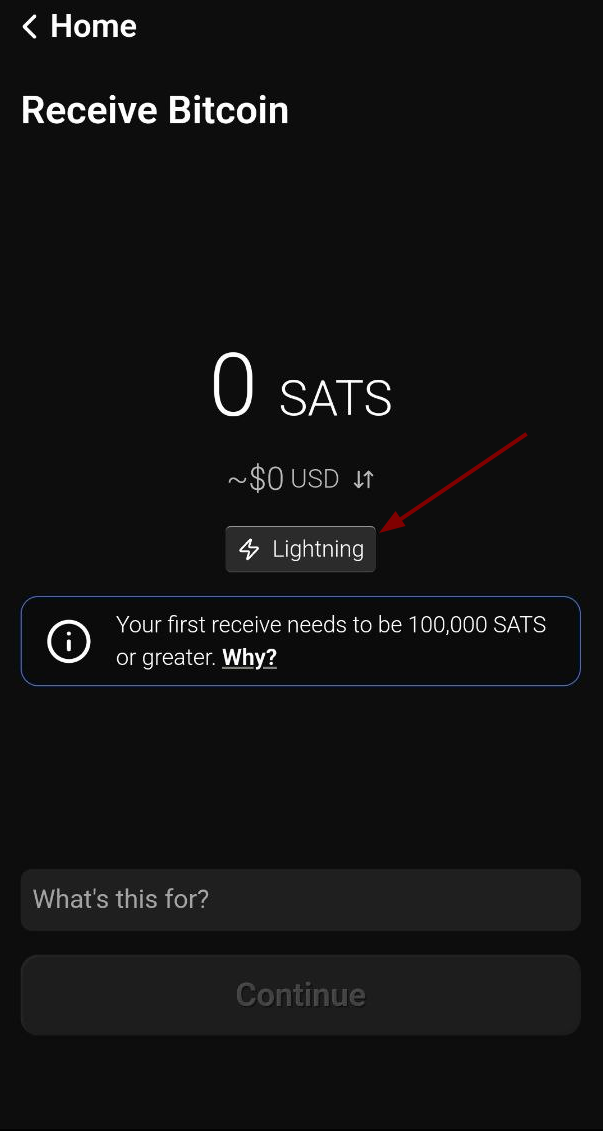 Home
Receive Bitcoin
0 SATS
~$0 USD
Lightning
Your first receive needs to be 100,000 SATS
or greater. Why?
What's this for?
Continue